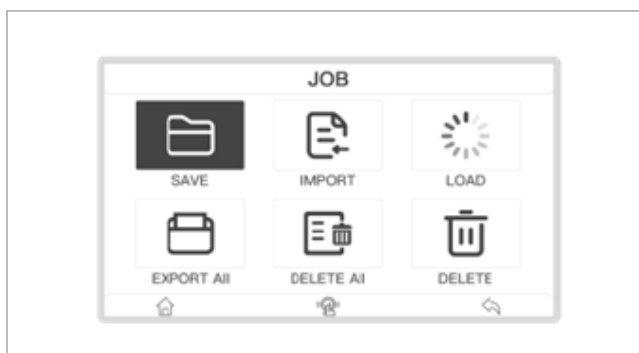 JOB
SAVE IMPORT LOAD
EXPORT All DELETE All DELETE